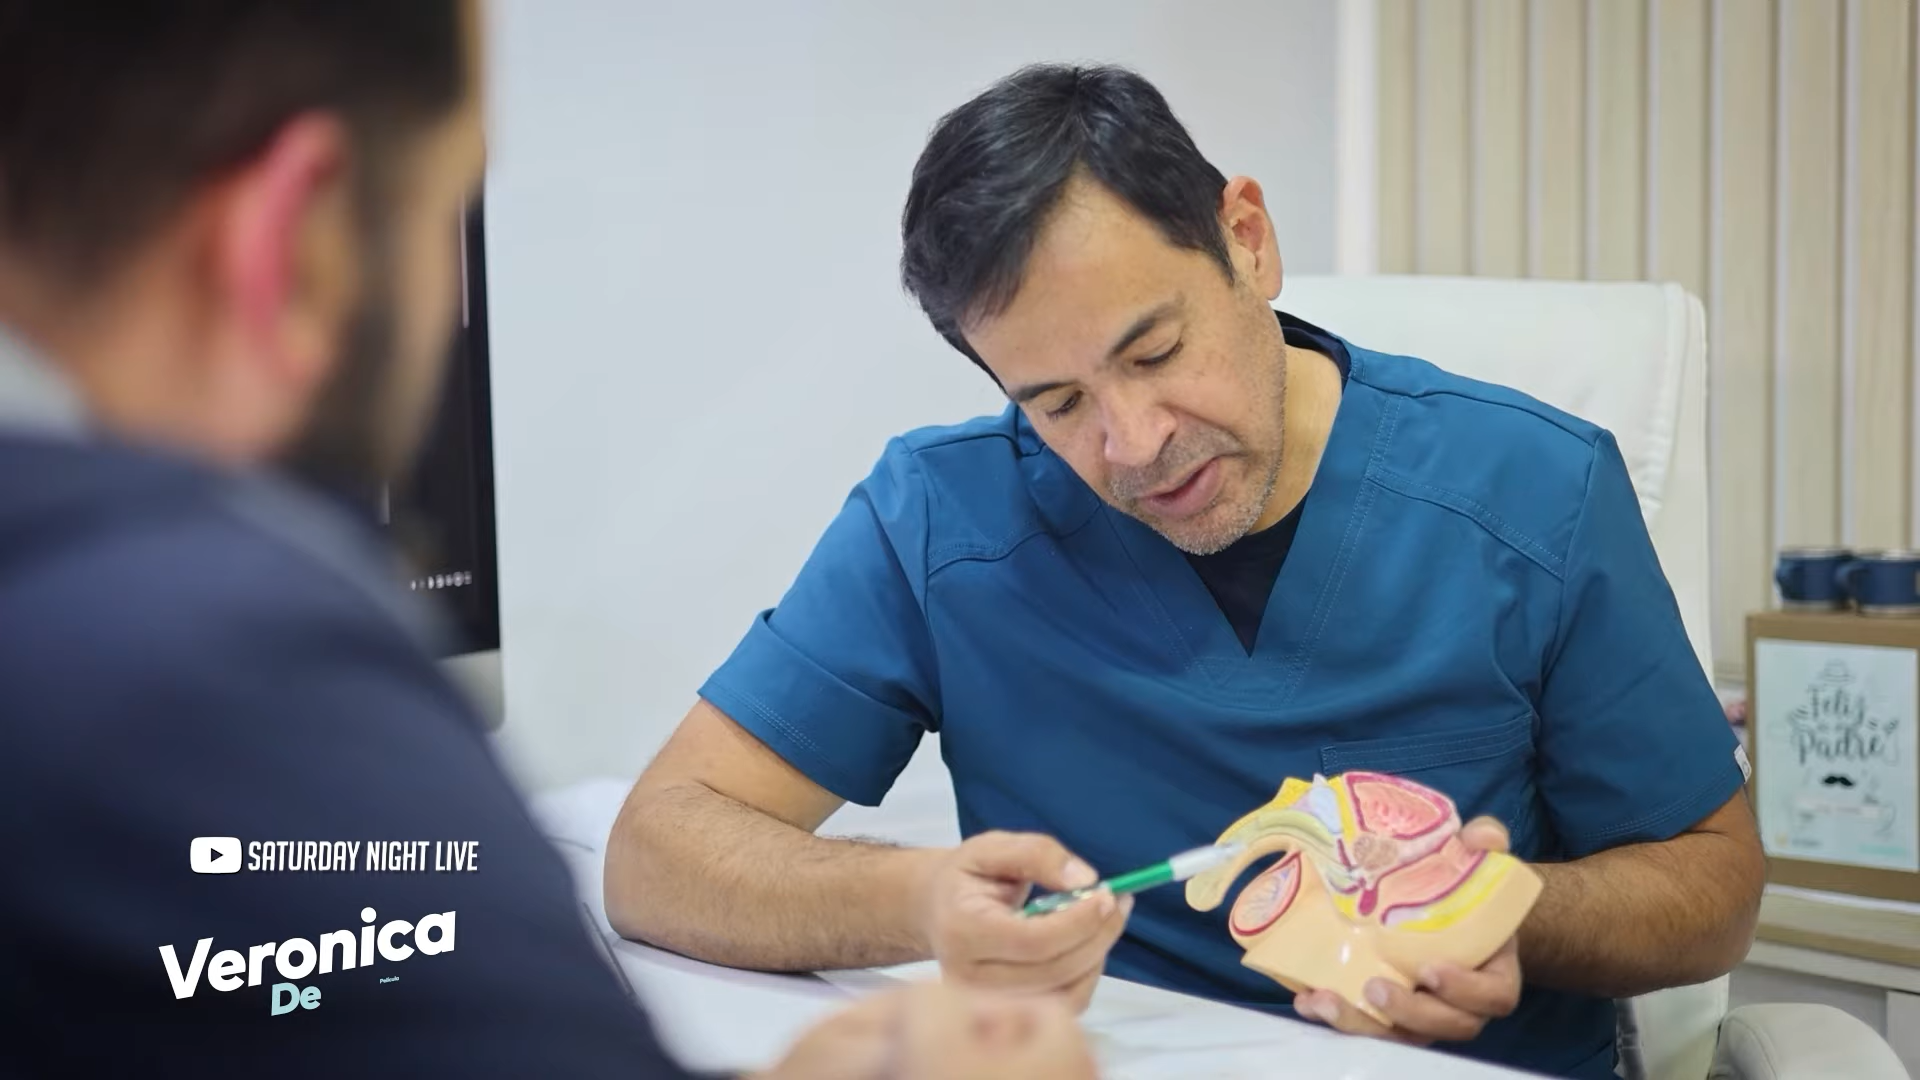 SATURDAY NIGHT LIVE
Veronica
Película
De
Feliz
Padre